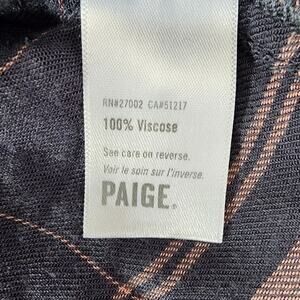 RN#27002 CA#51217
100% Viscose
See care on reverse.
Voir le soin sur l'inverse.
PAIGE®